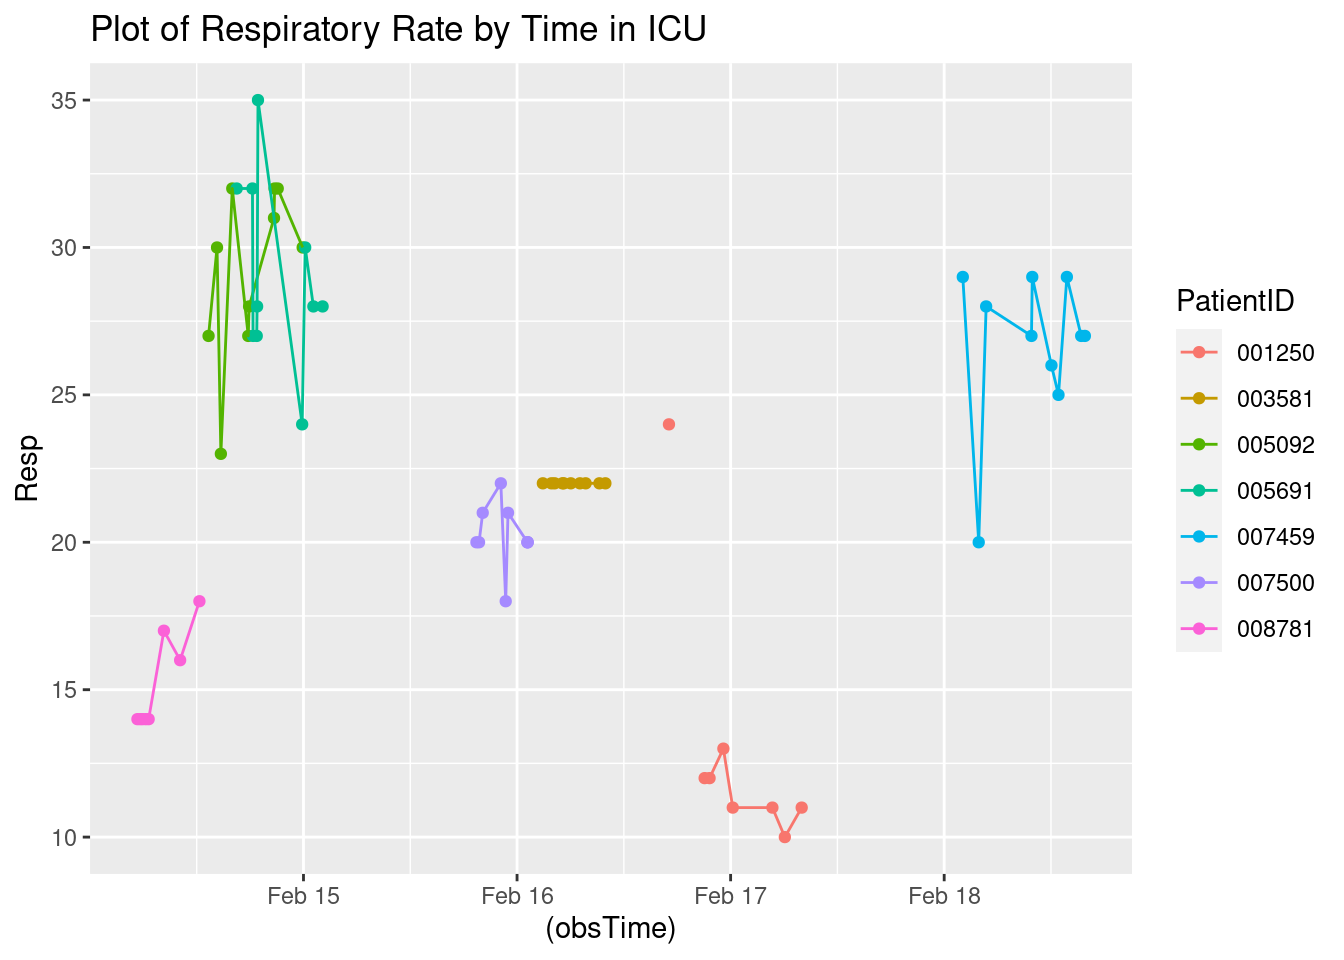 Plot of Respiratory Rate by Time in ICU
35
30
25
20
15
10
Resp
Feb 15
Feb 16
Feb 17
Feb 18
(obsTime)
PatientID
001250
003581
005092
005691
007459
007500
008781